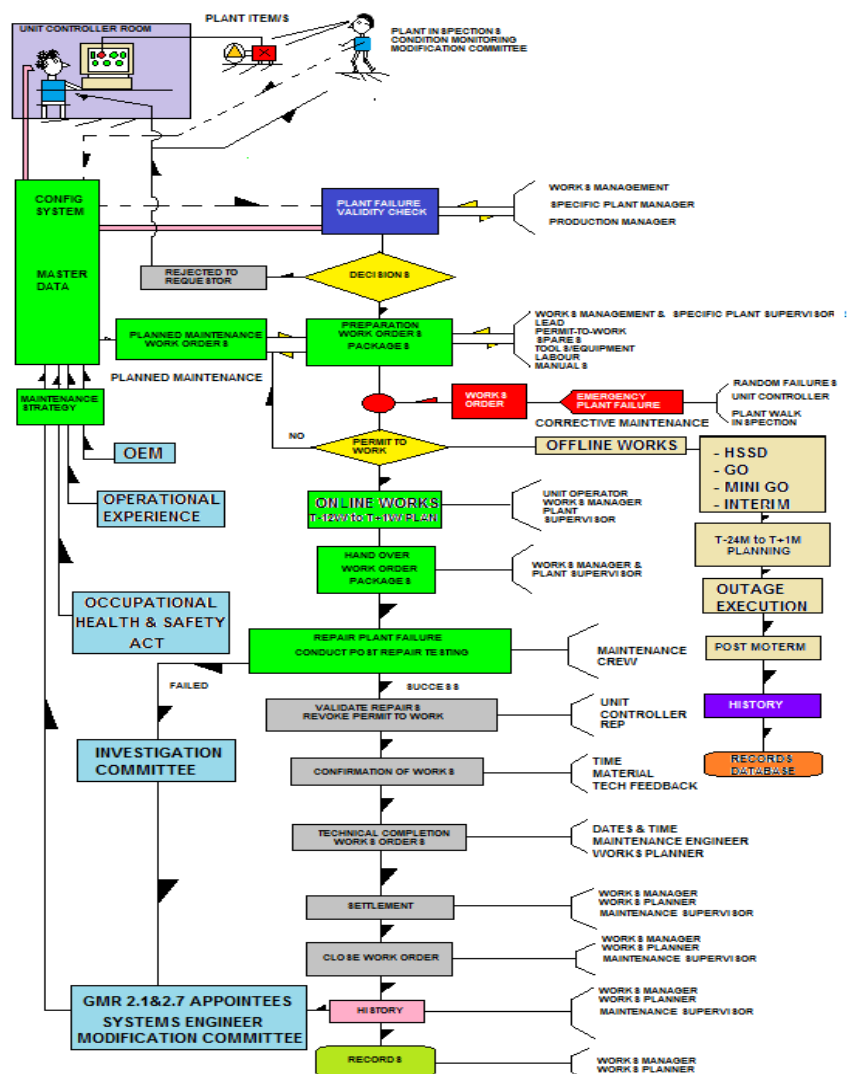 PLANT ITEM/S
UNIT CONTROLLER ROOM
PLANT INSPECTIONS
CONDITION MONITORING
MODIFICATION COMMITTEE
CONFIG
SYSTEM
MASTER
DATA
PLANT FAILURE
VALIDITY CHECK
WORKS MANAGEMENT
SPECIFIC PLANT MANAGER
PRODUCTION MANAGER
REJECTED TO
REQUESTOR
DECISIONS
PLANNED MAINTENANCE
WORK ORDERS
PREPARATION
WORK ORDERS
PACKAGES
WORKS MANAGEMENT & SPECIFIC PLANT SUPERVISOR
LEAD
PERMIT-TO-WORK
SPARES
TOOLS/EQUIPMENT
LABOUR
MANUALS
PLANNED MAINTENANCE
MAINTENANCE
STRATEGY
WORKS
ORDER
EMERGENCY
PLANT FAILURE
RANDOM FAILURES
UNIT CONTROLLER
PLANT WALK
INSPECTION
CORRECTIVE MAINTENANCE
NO
PERMIT TO
WORK
OFFLINE WORKS
- HSSD
- GO
- MINI GO
- INTERIM
OEM
OPERATIONAL
EXPERIENCE
ONLINE WORKS
T-12W to T+1W PLAN
UNIT OPERATOR
WORKS MANAGER
PLANT
SUPERVISOR
T-24M to T+1M
PLANNING
HAND OVER
WORK ORDER
PACKAGES
WORKS MANAGER &
PLANT SUPERVISOR
OUTAGE
EXECUTION
OCCUPATIONAL
HEALTH & SAFETY
ACT
REPAIR PLANT FAILURE
CONDUCT POST REPAIR TESTING
MAINTENANCE
CREW
POST MOTERM
FAILED
SUCCESS
VALIDATE REPAIRS
REVOKE PERMIT TO WORK
UNIT
CONTROLLER
REP
HISTORY
INVESTIGATION
COMMITTEE
CONFIRMATION OF WORKS
TIME
MATERIAL
TECH FEEDBACK
RECORDS
DATABASE
TECHNICAL COMPLETION
WORKS ORDERS
DATES & TIME
MAINTENANCE ENGINEER
WORKS PLANNER
SETTLEMENT
WORKS MANAGER
WORKS PLANNER
MAINTENANCE SUPERVISOR
CLOSE WORK ORDER
WORKS MANAGER
WORKS PLANNER
MAINTENANCE SUPERVISOR
GMR 2.1&2.7 APPOINTEES
SYSTEMS ENGINEER
MODIFICATION COMMITTEE
HISTORY
WORKS MANAGER
WORKS PLANNER
MAINTENANCE SUPERVISOR
RECORDS
WORKS MANAGER
WORKS PLANNER